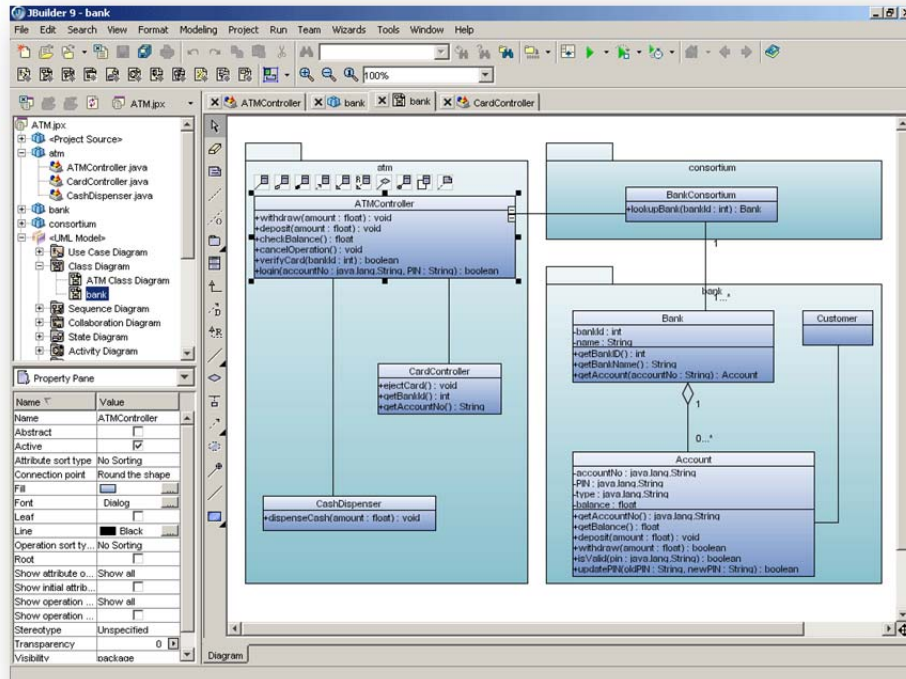 JBuilder 9 - bank
File Edit Search View Format Modeling Project Run Team Wizards Tools Window Help
100%
ATM.jpx
ATMController
bank
bank
CardController
ATM.jpx
<Project Source>
atm
ATMController.java
CardController.java
CashDispenser.java
bank
consortium
<UML Model>
Use Case Diagram
Class Diagram
ATM Class Diagram
bank
Sequence Diagram
Collaboration Diagram
State Diagram
Activity Diagram
Property Pane
Name Value
Name ATMController
Abstract
Active
Attribute sort type No Sorting
Connection point Round the shape
Fill ...
Font Dialog ...
Leaf
Line Black ...
Operation sort ty... No Sorting
Root
Show attribute o... Show all
Show initial attrib...
Show operation ... Show all
Show operation ...
Stereotype Unspecified
Transparency 0
Visibility package
atm
ATMController
+withdraw(amount : float) : void
+deposit(amount : float) : void
+checkBalance() : float
+cancelOperation() : void
+verifyCard(bankId : int) : boolean
+login(accountNo : java.lang.String, PIN : String) : boolean
CardController
+ejectCard() : void
+getBankId() : int
+getAccountNo() : String
CashDispenser
+dispenseCash(amount : float) : void
consortium
BankConsortium
+lookupBank(bankId : int) : Bank
1
bank
1...*
Bank
-bankId : int
-name : String
+getBankID() : int
+getBankName() : String
+getAccount(accountNo : String) : Account
Customer
1
0...*
Account
-accountNo : java.lang.String
-PIN : java.lang.String
-type : java.lang.String
-balance : float
+getAccountNo() : java.lang.String
+getBalance() : float
+deposit(amount : float) : void
+withdraw(amount : float) : boolean
+isValid(pin : java.lang.String) : boolean
+updatePIN(oldPIN : String, newPIN : String) : boolean
Diagram